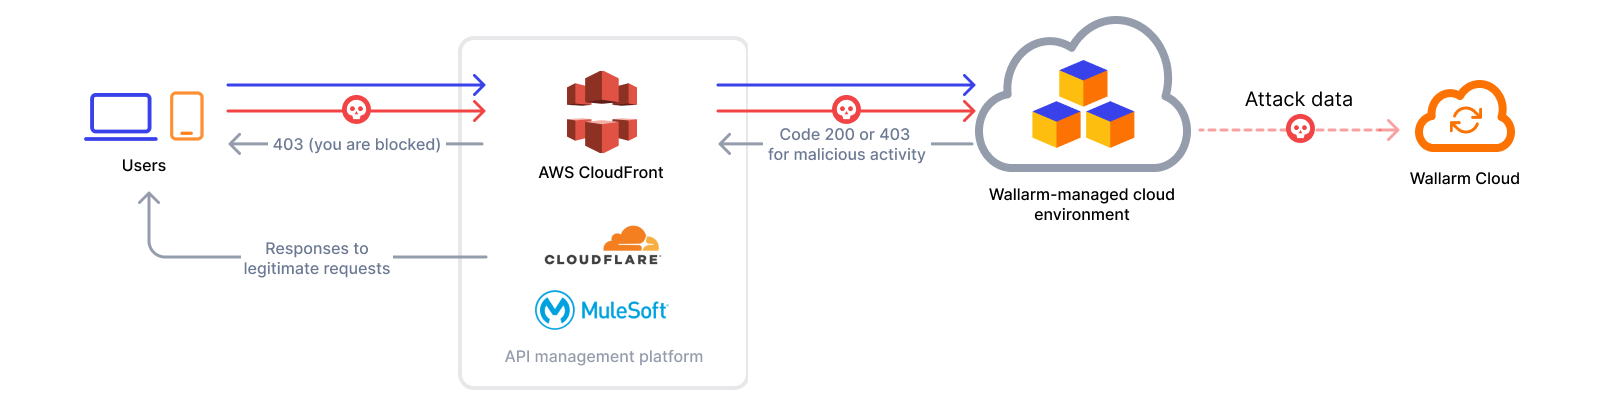 Users
403 (you are blocked)
Responses to
legitimate requests
AWS CloudFront
CLOUDFLARE
MuleSoft
API management platform
Code 200 or 403
for malicious activity
Wallarm-managed cloud
environment
Attack data
Wallarm Cloud